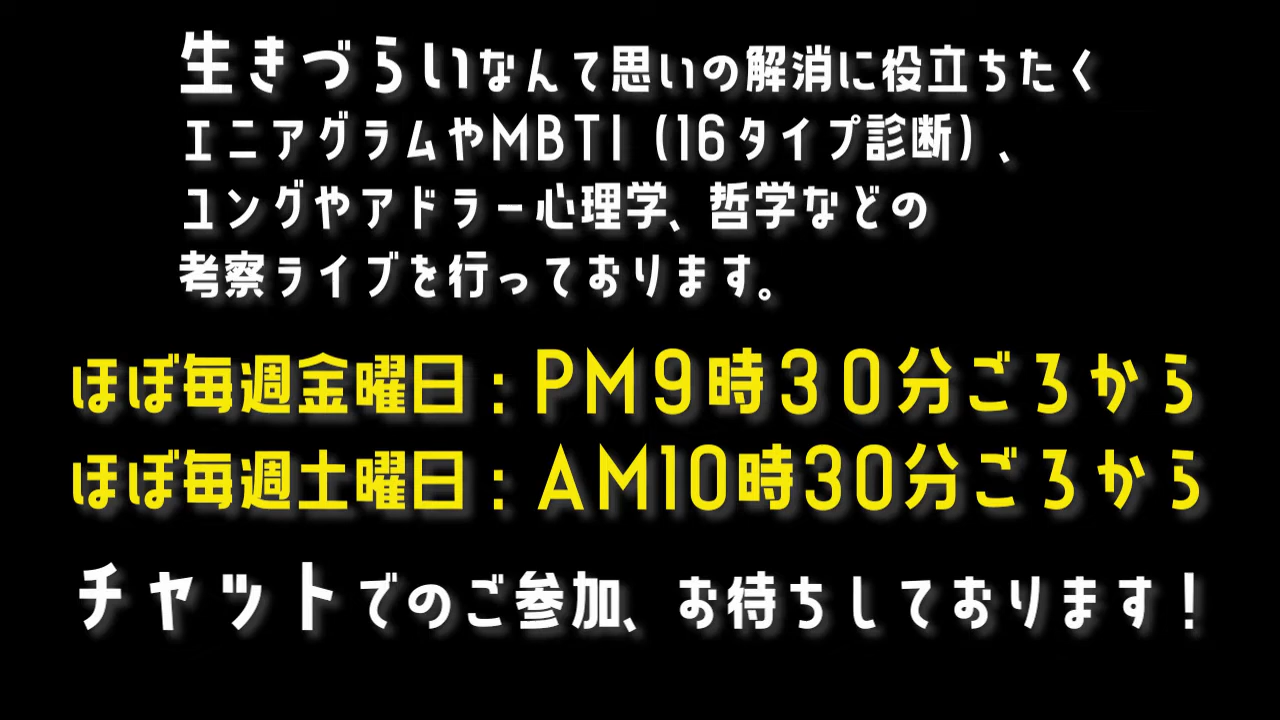 生きづらいなんて思いの解消に役立ちたく
エニアグラムやMBTI（16タイプ診断）、
ユングやアドラー心理学、哲学などの
考察ライブを行っております。
ほぼ毎週金曜日：PM9時３０分ごろから
ほぼ毎週土曜日：AM10時30分ごろから
チャットでのご参加、お待ちしております！